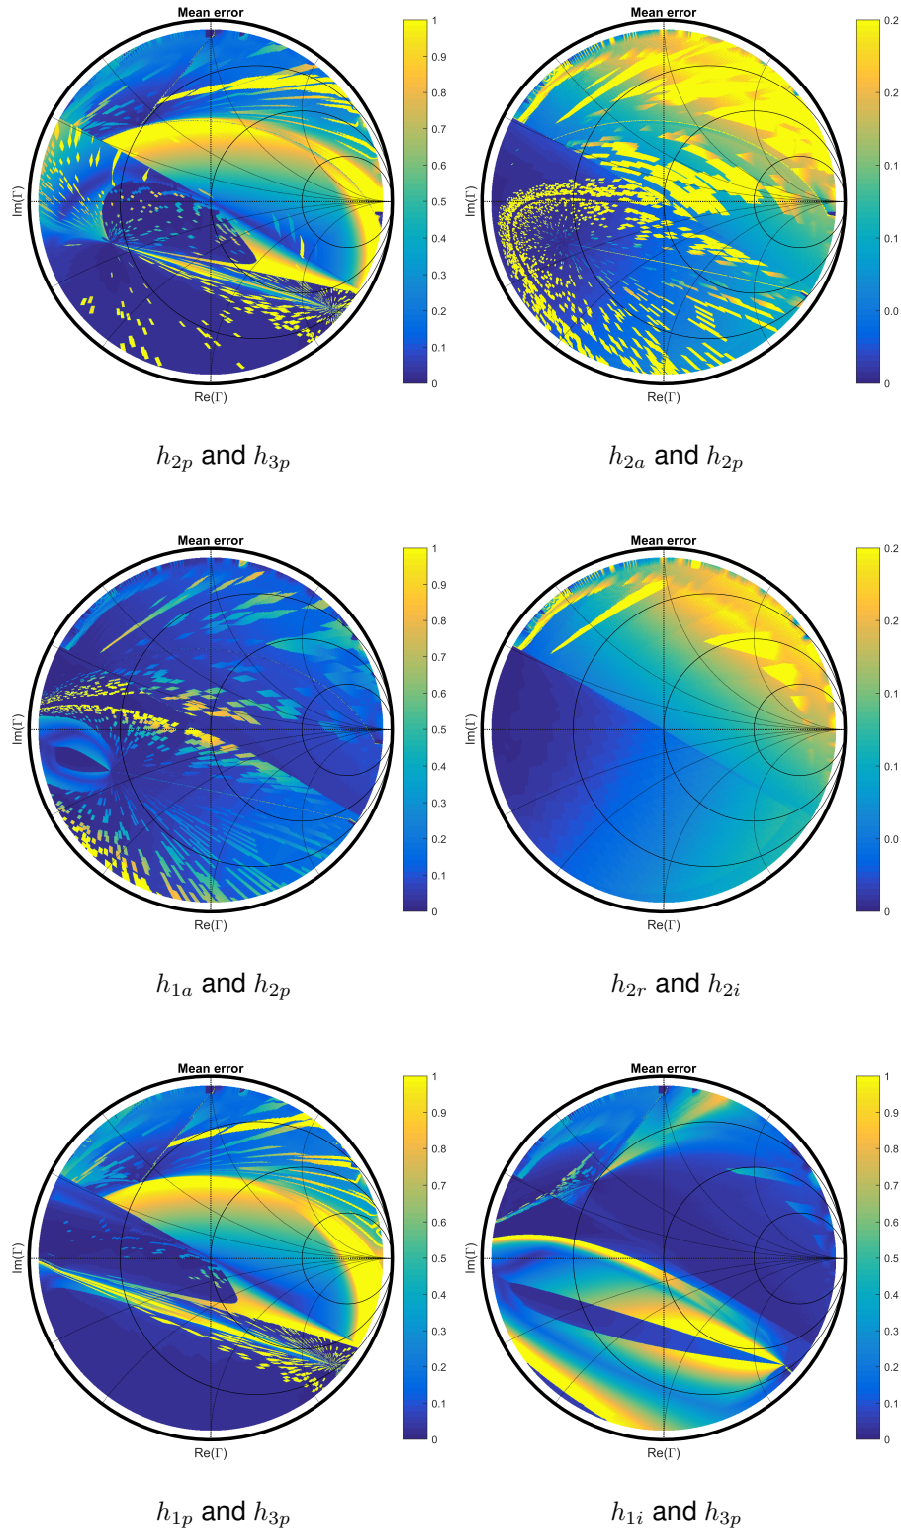 Mean error
Im(Γ)
Re(Γ)
1
0.9
0.8
0.7
0.6
0.5
0.4
0.3
0.2
0.1
0
Mean error
Im(Γ)
Re(Γ)
0.2
0.2
0.1
0.1
0.0
0
h2p and h3p
h2a and h2p
Mean error
Im(Γ)
Re(Γ)
1
0.9
0.8
0.7
0.6
0.5
0.4
0.3
0.2
0.1
0
Mean error
Im(Γ)
Re(Γ)
0.2
0.2
0.1
0.1
0.0
0
h1a and h2p
h2r and h2i
Mean error
Im(Γ)
Re(Γ)
1
0.9
0.8
0.7
0.6
0.5
0.4
0.3
0.2
0.1
0
Mean error
Im(Γ)
Re(Γ)
1
0.9
0.8
0.7
0.6
0.5
0.4
0.3
0.2
0.1
0
h1p and h3p
h1i and h3p